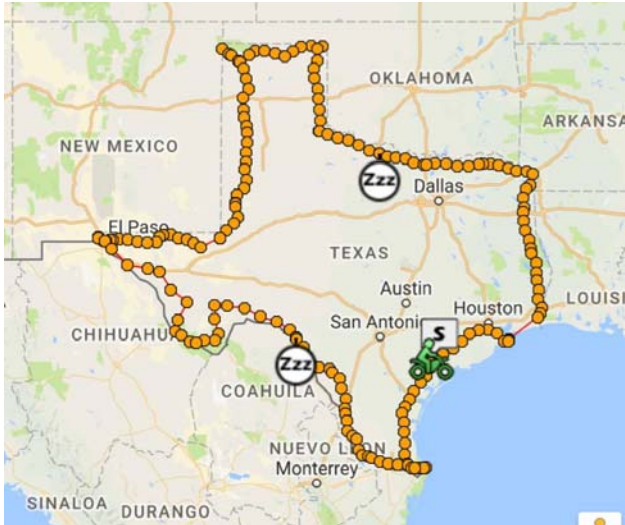 OKLAHOMA
ARKANSA
NEW MEXICO
Zzz
Dallas
El Paso
TEXAS
Austin
Houston
LOUISI
San Antoni
S
CHIHUAHU
Zzz
COAHUILA
NUEVO LEON
Monterrey
SINALOA
DURANGO